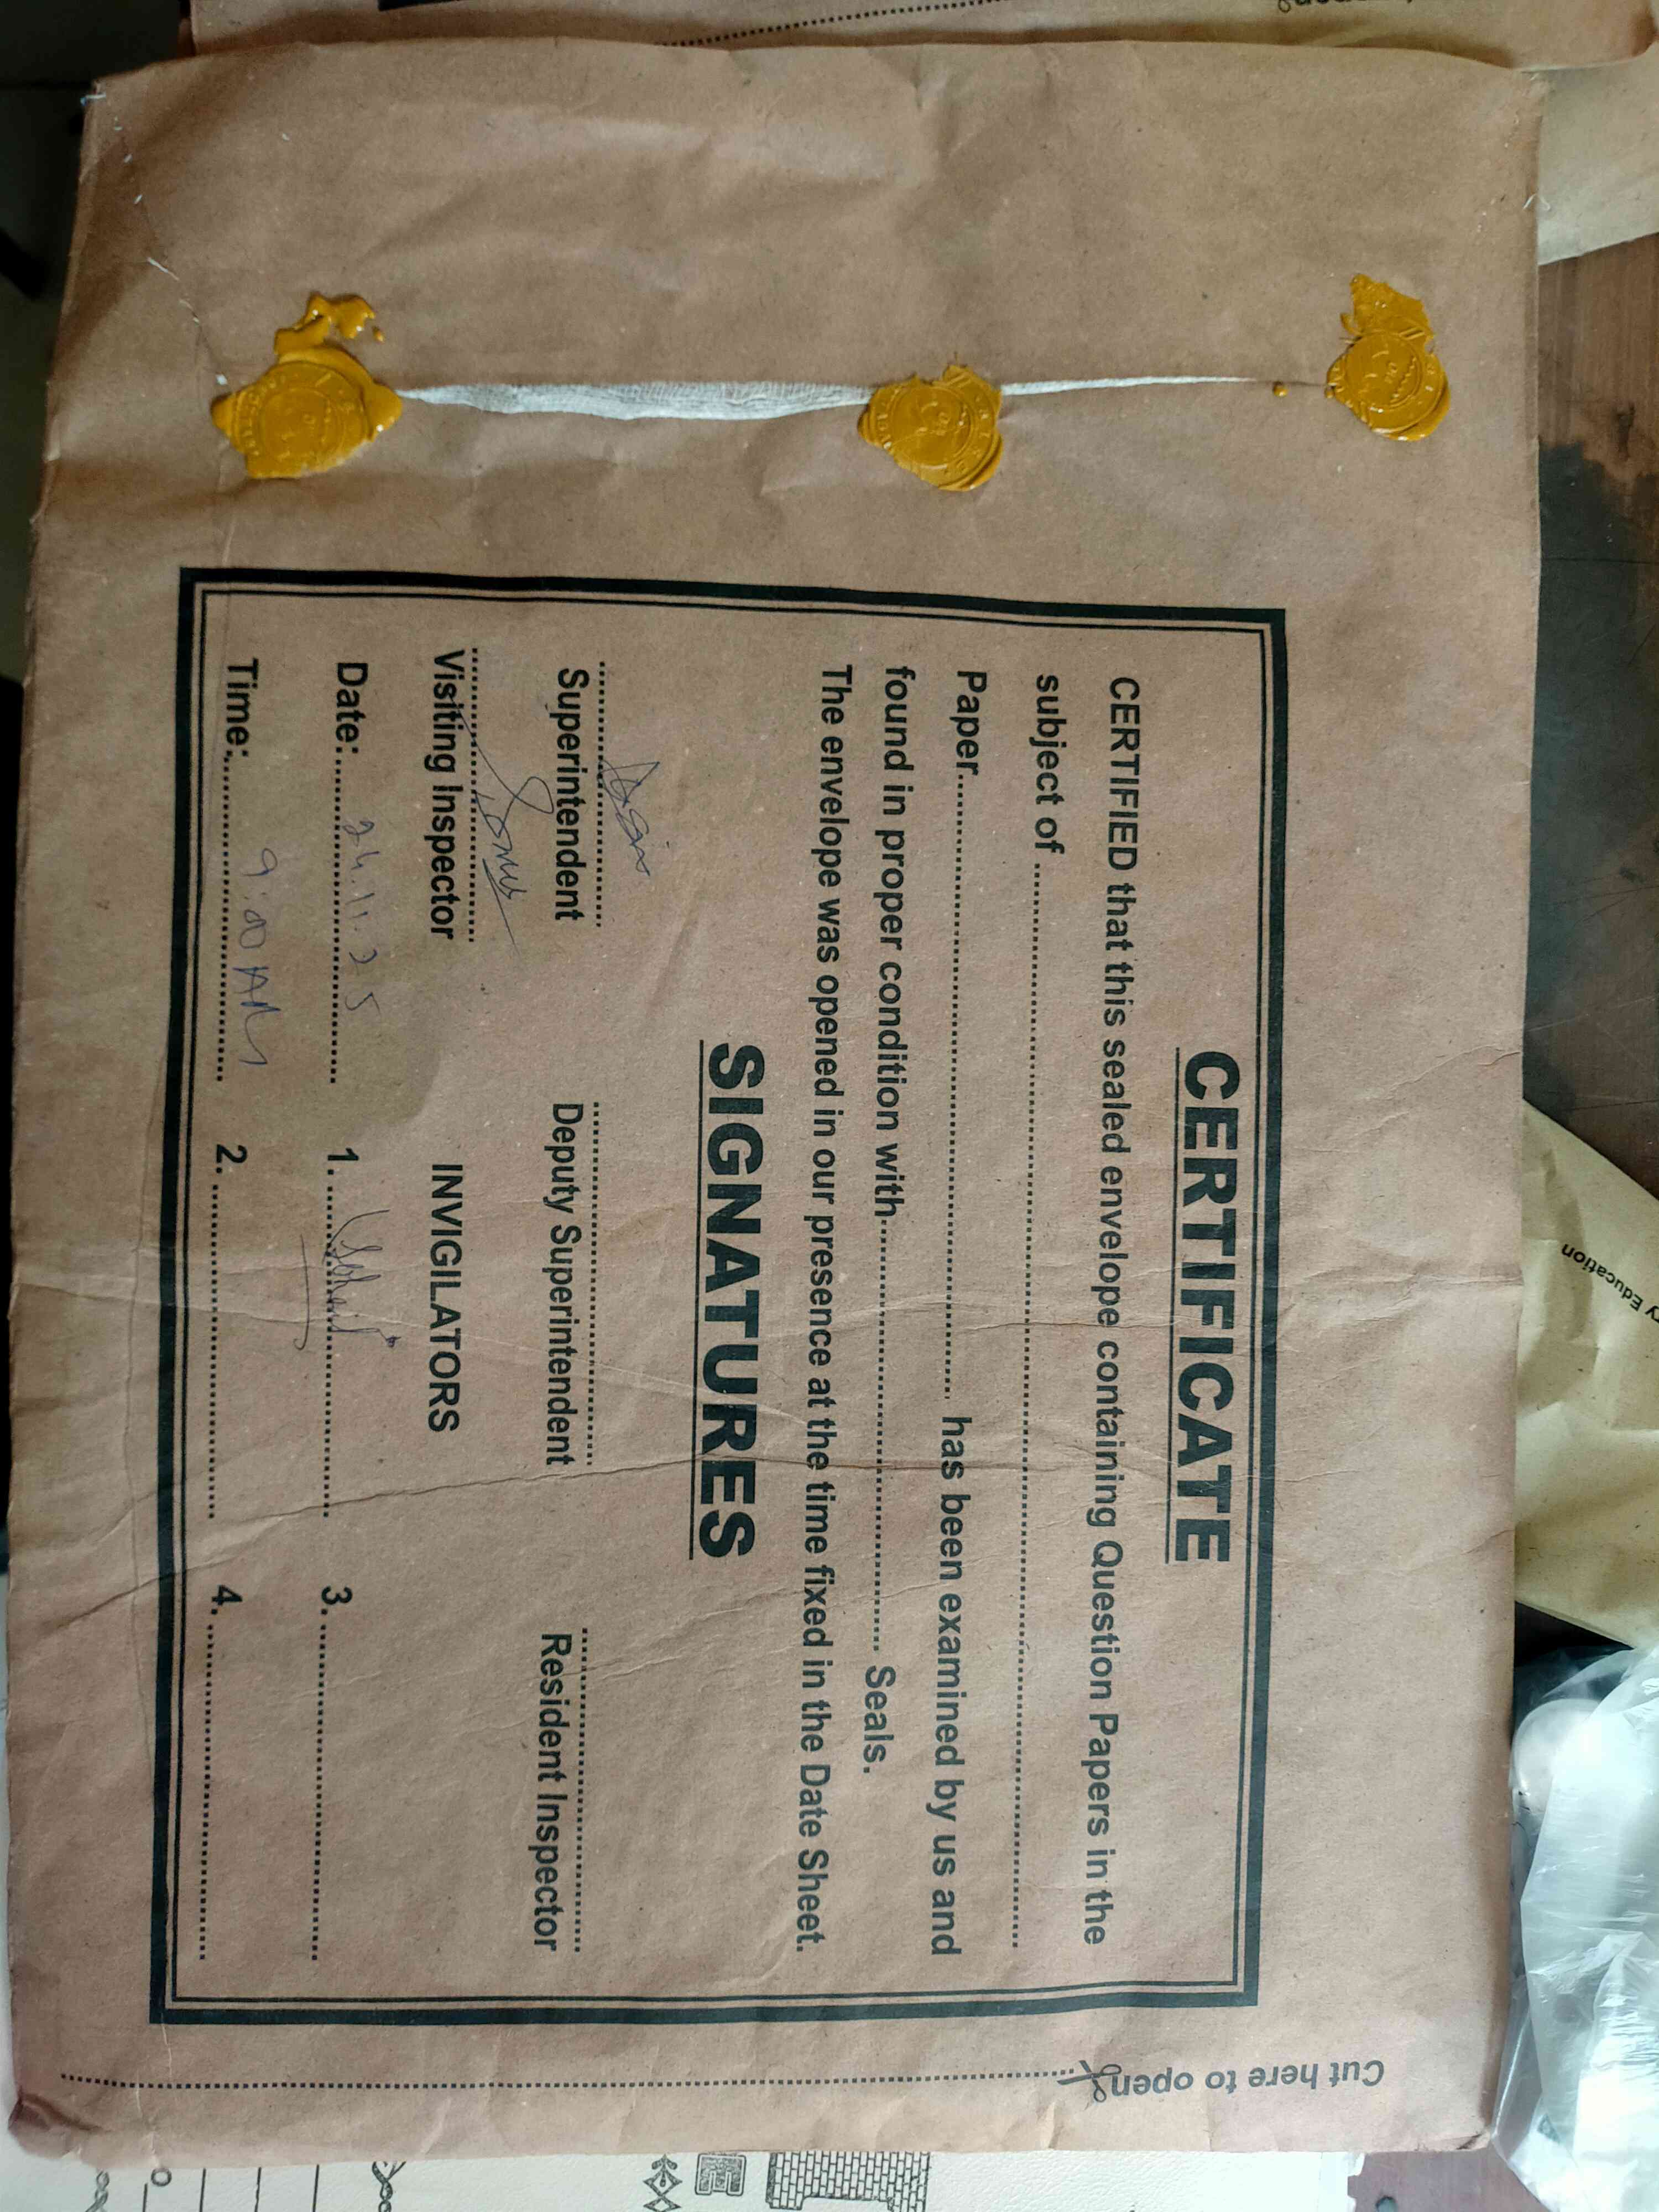 CERTIFICATE
CERTIFIED that this sealed envelope containing Question Papers in the
subject of ........................
Paper........................ has been examined by us and
found in proper condition with........................ Seals.
The envelope was opened in our presence at the time fixed in the Date Sheet.
SIGNATURES
Superintendent Deputy Superintendent Resident Inspector
Visiting Inspector INVIGILATORS
Date: 24.11.25 1. 3.
Time: 9:00 AM 2. 4.
Cut here to open
Education